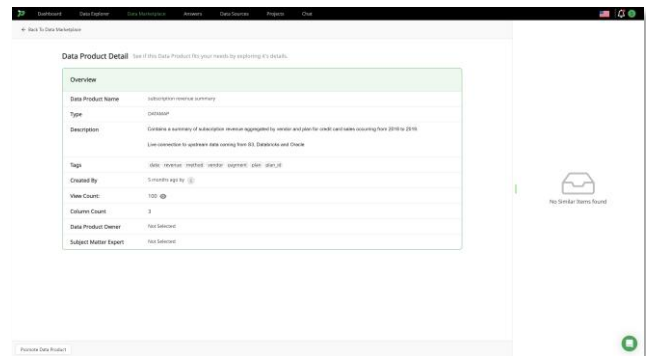 Dashboard Data Explorer Data Marketplace Answers Data Sources Projects Chat
← Back To Data Marketplace
Data Product Detail See if this Data Product fits your needs by exploring it's details.
Overview
Data Product Name subscription revenue summary
Type DATAMAP
Description Contains a summary of subscription revenue aggregated by vendor and plan for credit card sales occuring from 2016 to 2018
Live connection to upstream data coming from S3, Databricks and Oracle
Tags date revenue method vendor payment plan plan_id
Created By 5 months ago by
View Count: 100
Column Count 3
Data Product Owner Not Selected
Subject Matter Expert Not Selected
No Similar Items found
Promote Data Product